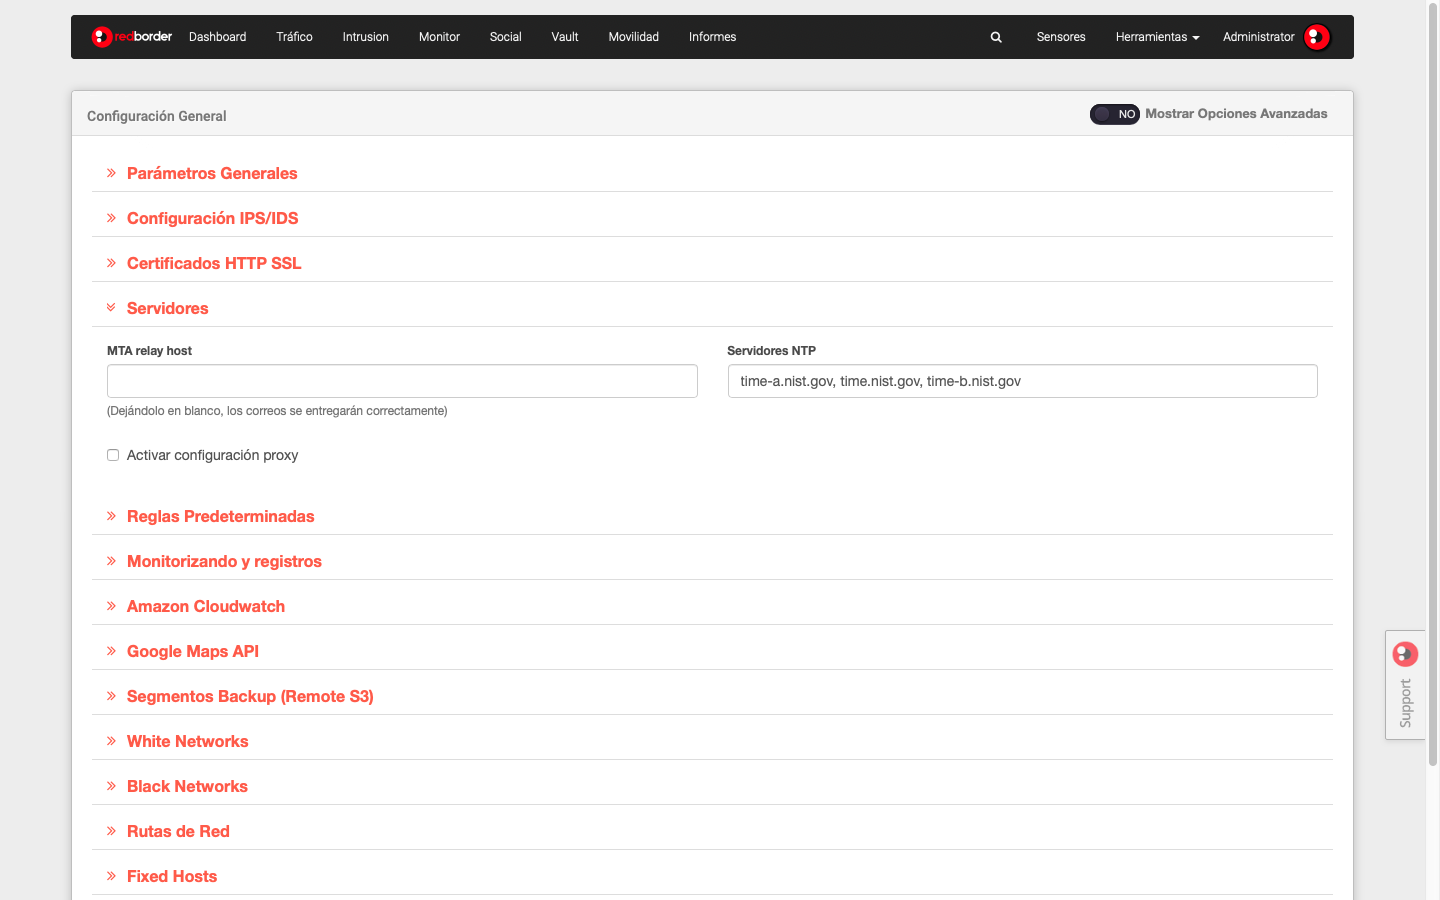 redborder Dashboard Tráfico Intrusion Monitor Social Vault Movilidad Informes Sensores Herramientas Administrator
Configuración General NO Mostrar Opciones Avanzadas
Parámetros Generales
Configuración IPS/IDS
Certificados HTTP SSL
Servidores
MTA relay host
(Dejándolo en blanco, los correos se entregarán correctamente)
Servidores NTP
time-a.nist.gov, time.nist.gov, time-b.nist.gov
Activar configuración proxy
Reglas Predeterminadas
Monitorizando y registros
Amazon Cloudwatch
Google Maps API
Segmentos Backup (Remote S3)
White Networks
Black Networks
Rutas de Red
Fixed Hosts
Support